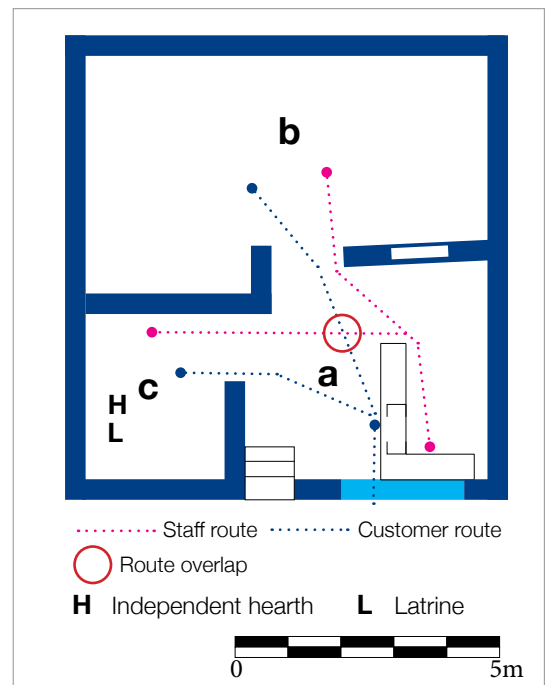 b
a
c
H
L
Staff route
Customer route
Route overlap
H Independent hearth
L Latrine
0
5m